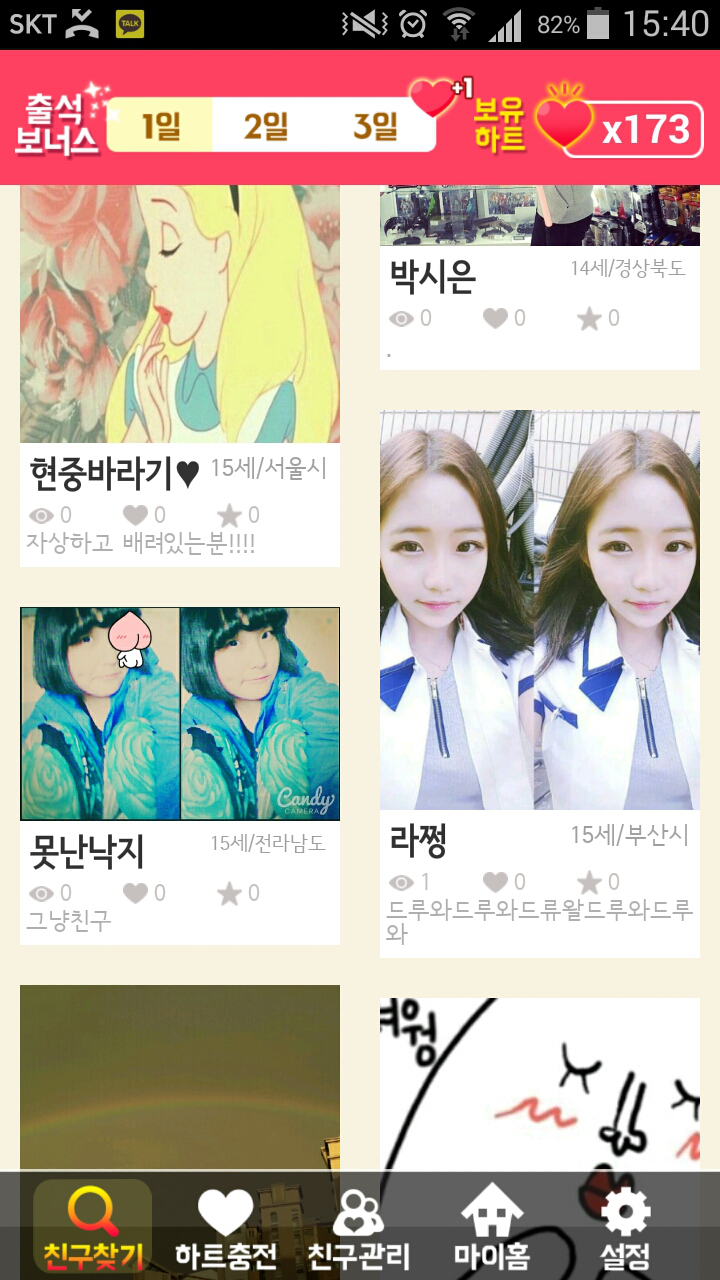 SKT TALK 82% 15:40
출석
보너스
1일 2일 3일
+1
보유
하트
x173
현중바라기♥ 15세/서울시
0 0 0
자상하고 배려있는분!!!!
박시은 14세/경상북도
0 0 0
.
Candy
CAMERA
못난낙지 15세/전라남도
0 0 0
그냥친구
라쩡 15세/부산시
1 0 0
드루와드루와드류왈드루와드루
와
친구찾기 하트충전 친구관리 마이홈 설정